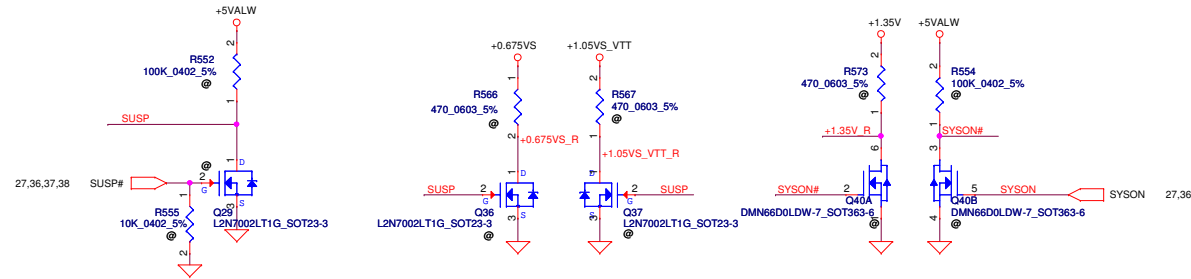 +5VALW
2
R552
100K_0402_5%
@
1
SUSP
@
1
D
27,36,37,38
SUSP#
2
G
1
3
S
R555
10K_0402_5%
@
2
Q29
L2N7002LT1G_SOT23-3
+0.675VS
1
R566
470_0603_5%
@
2
+0.675VS_R
1
D
SUSP
2
G
3
S
Q36
L2N7002LT1G_SOT23-3
@
+1.05VS_VTT
2
R567
470_0603_5%
@
1
+1.05VS_VTT_R
1
D
SUSP
2
G
3
S
Q37
L2N7002LT1G_SOT23-3
@
+1.35V
2
R573
470_0603_5%
@
1
+1.35V_R
6
SYSON#
2
Q40A
DMN66D0LDW-7_SOT363-6
@
+5VALW
2
R554
100K_0402_5%
@
1
SYSON#
3
5
SYSON
SYSON
27,36
4
Q40B
DMN66D0LDW-7_SOT363-6
@